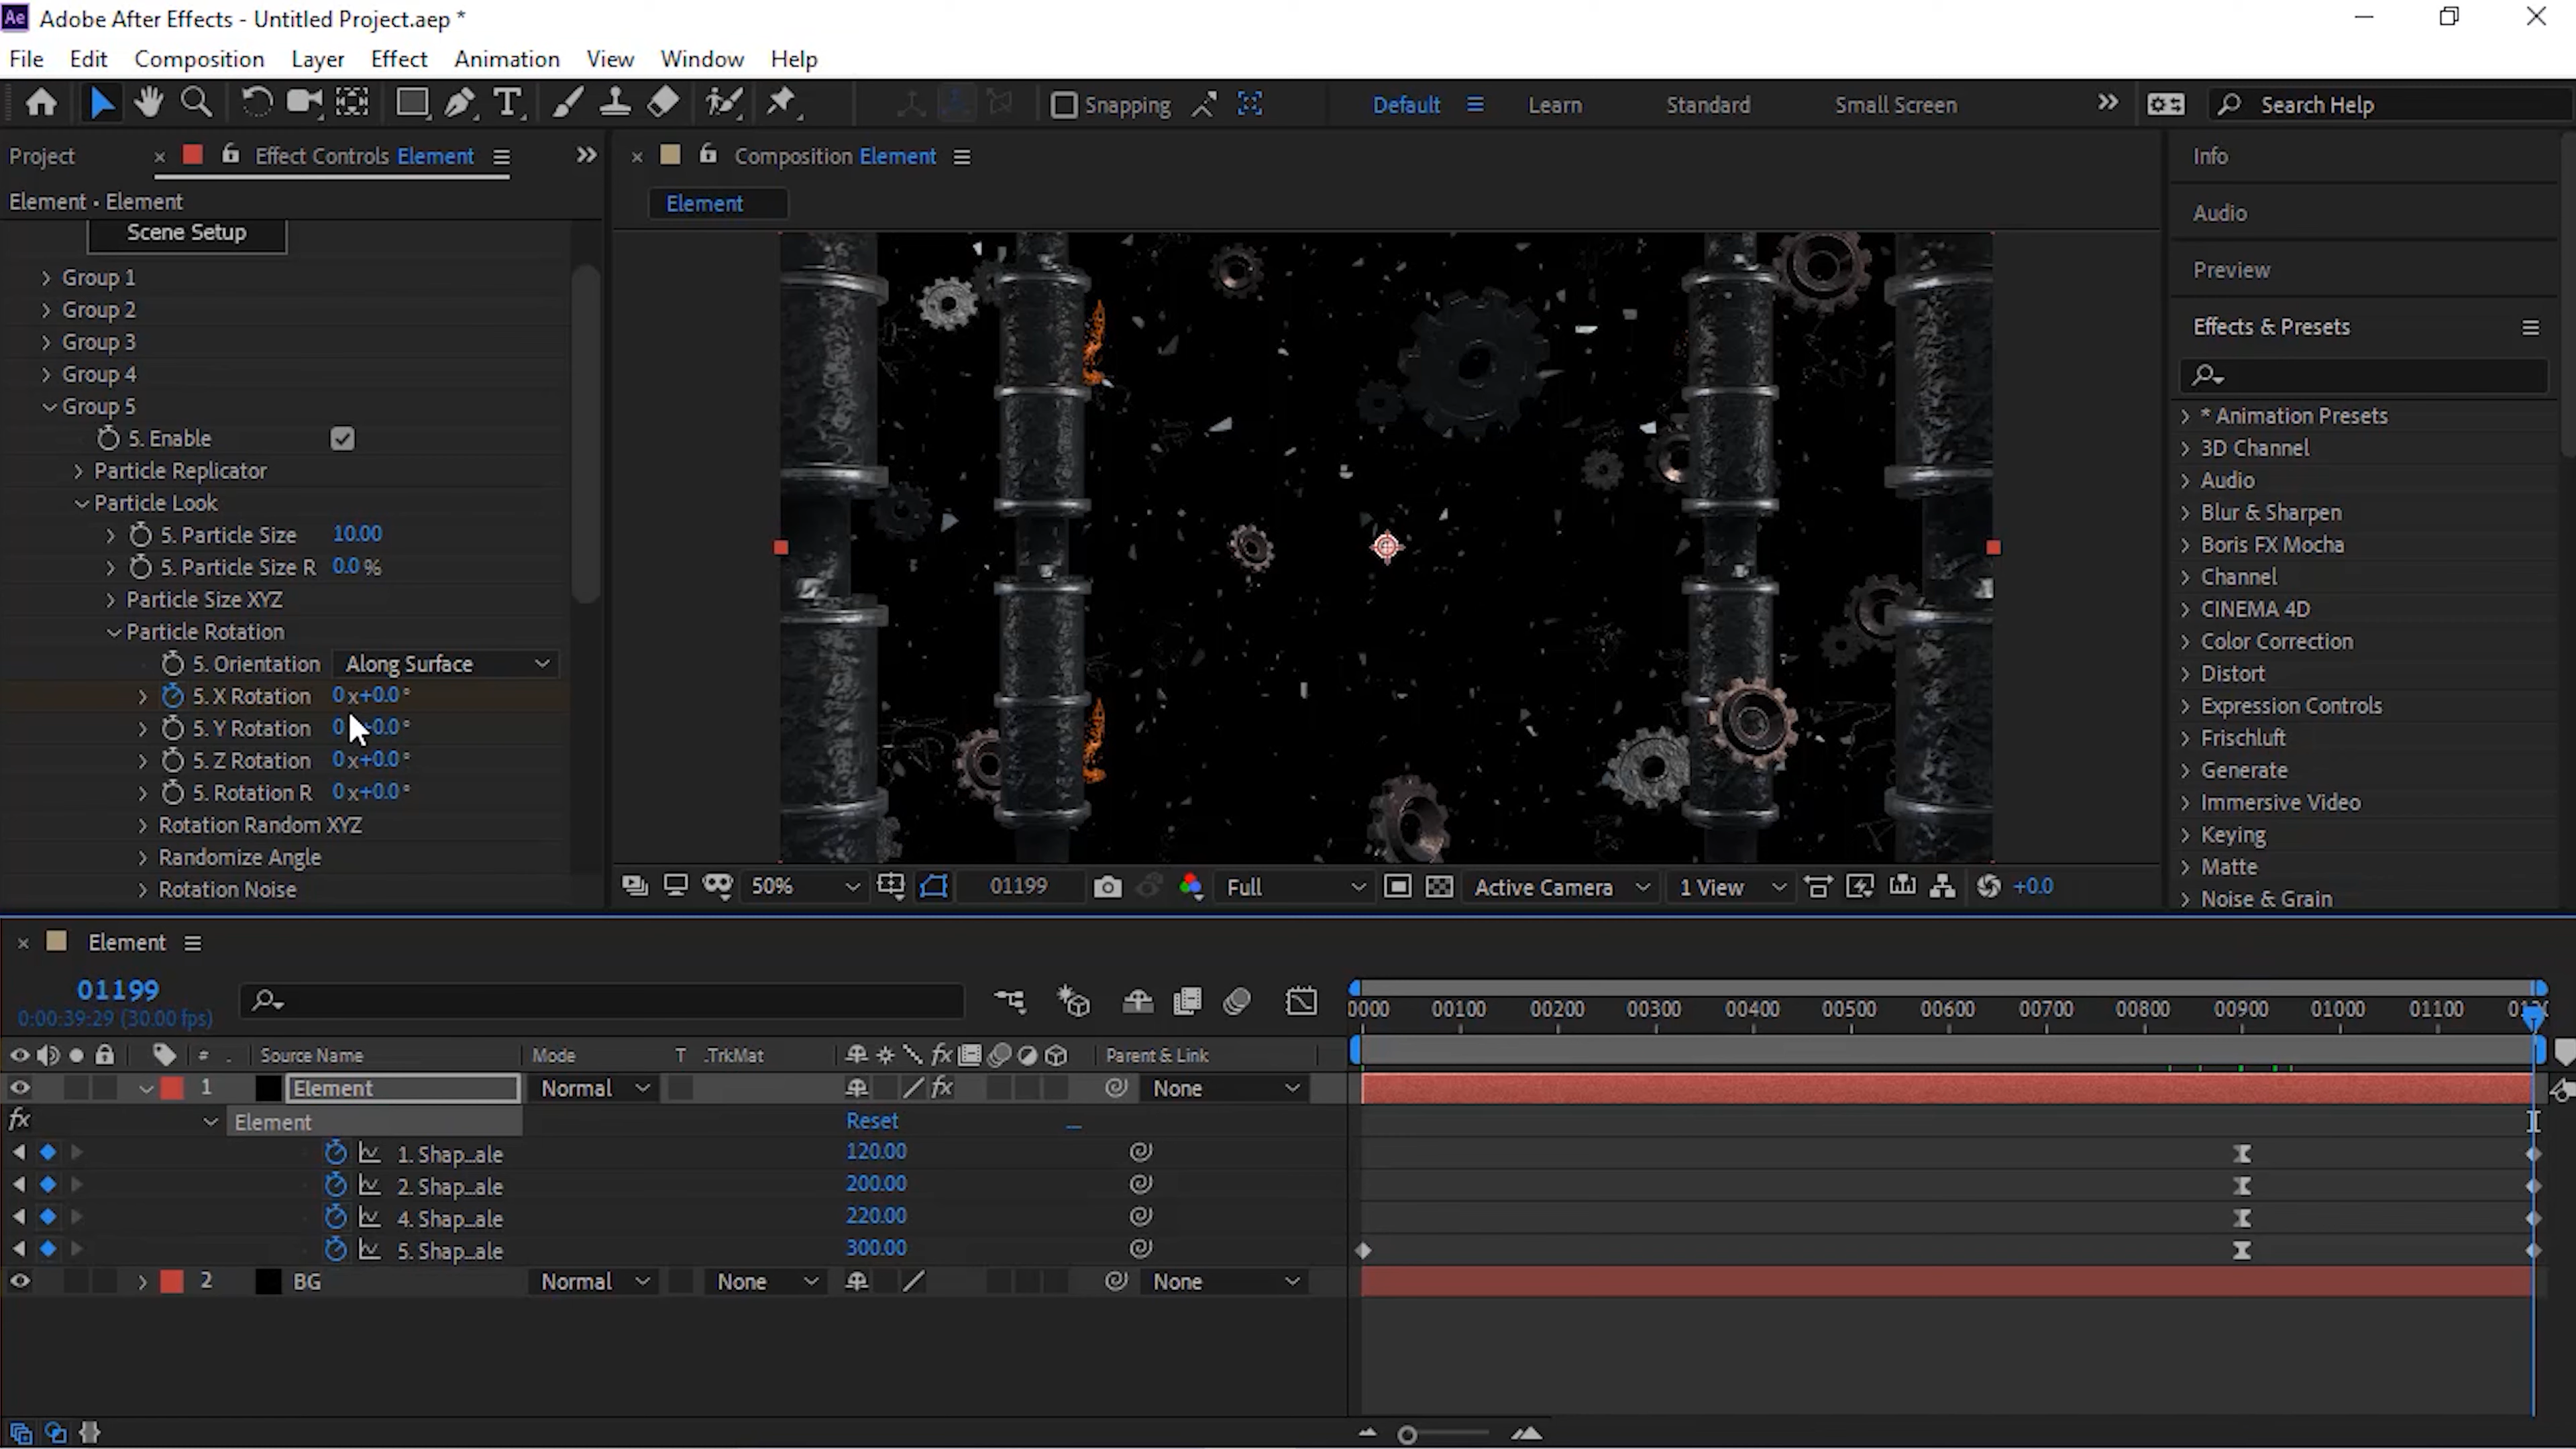 Ae Adobe After Effects - Untitled Project.aep *
File Edit Composition Layer Effect Animation View Window Help
Snapping Default Learn Standard Small Screen Search Help
Project Effect Controls Element
Element • Element
Scene Setup
Group 1
Group 2
Group 3
Group 4
Group 5
5. Enable
Particle Replicator
Particle Look
5. Particle Size 10.00
5. Particle Size R 0.0 %
Particle Size XYZ
Particle Rotation
5. Orientation Along Surface
5. X Rotation 0 x+0.0 °
5. Y Rotation 0 +0.0 °
5. Z Rotation 0 x+0.0 °
5. Rotation R 0 x+0.0 °
Rotation Random XYZ
Randomize Angle
Rotation Noise
Composition Element
Element
50% 01199 Full Active Camera 1 View +0.0
Info
Audio
Preview
Effects & Presets
* Animation Presets
3D Channel
Audio
Blur & Sharpen
Boris FX Mocha
Channel
CINEMA 4D
Color Correction
Distort
Expression Controls
Frischluft
Generate
Immersive Video
Keying
Matte
Noise & Grain
Element
01199
0:00:39:29 (30.00 fps)
0000 00100 00200 00300 00400 00500 00600 00700 00800 00900 01000 01100
# Source Name Mode T .TrkMat fx Parent & Link
1 Element Normal fx None
fx Element Reset
1. Shap...ale 120.00
2. Shap...ale 200.00
4. Shap...ale 220.00
5. Shap...ale 300.00
2 BG Normal None None